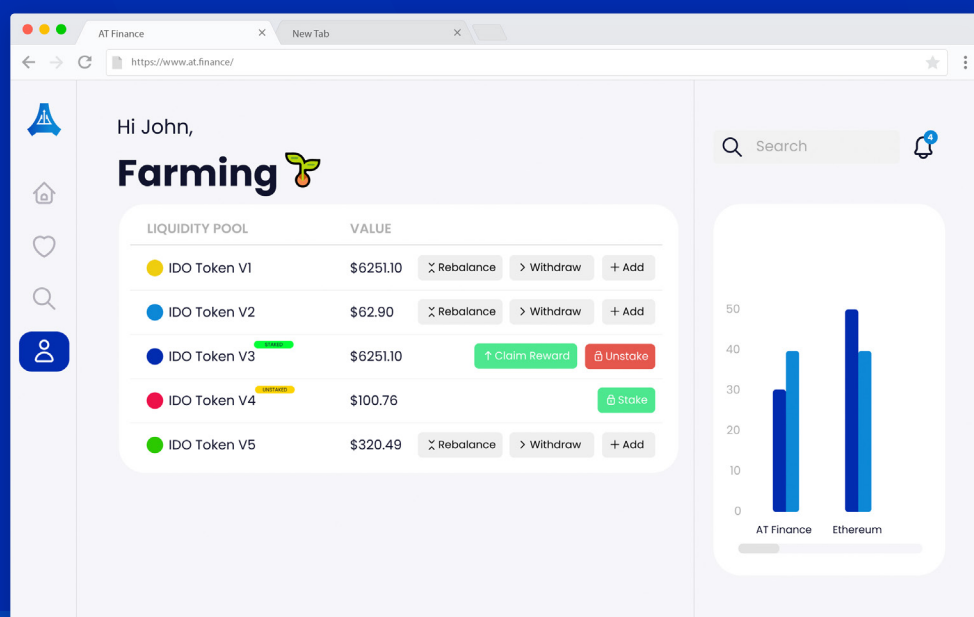 AT Finance
New Tab
https://www.at.finance/
Hi John,
Farming
LIQUIDITY POOL VALUE
IDO Token V1 $6251.10 Rebalance > Withdraw + Add
IDO Token V2 $62.90 Rebalance > Withdraw + Add
STAKED
IDO Token V3 $6251.10 ↑ Claim Reward Unstake
UNSTAKED
IDO Token V4 $100.76 Stake
IDO Token V5 $320.49 Rebalance > Withdraw + Add
Search
4
50
40
30
20
10
0
AT Finance Ethereum